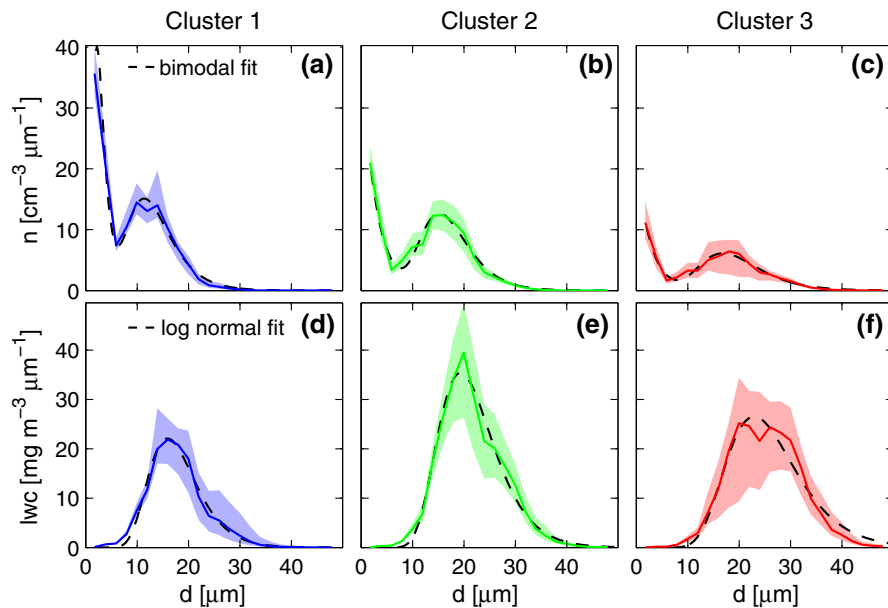 Cluster 1 Cluster 2 Cluster 3
40
30
20
10
0
n [cm⁻³ μm⁻¹]
bimodal fit
(a) (b) (c)
40
30
20
10
0
lwc [mg m⁻³ μm⁻¹]
log normal fit
(d) (e) (f)
0 10 20 30 40 0 10 20 30 40 0 10 20 30 40
d [μm] d [μm] d [μm]